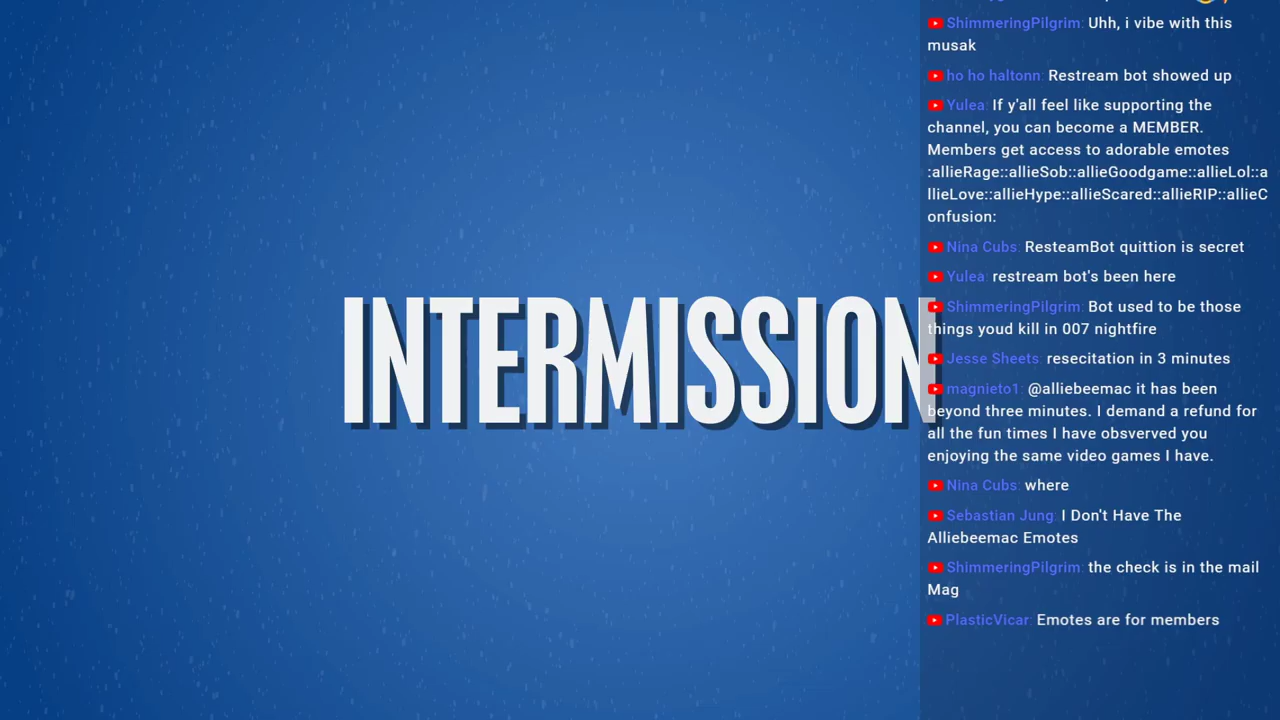 ShimmeringPilgrim: Uhh, i vibe with this
musak
ho ho haltonn: Restream bot showed up
Yulea: If y'all feel like supporting the
channel, you can become a MEMBER.
Members get access to adorable emotes
:allieRage::allieSob::allieGoodgame::allieLol::a
llieLove::allieHype::allieScared::allieRIP::allieC
onfusion:
Nina Cubs: ResteamBot quittion is secret
Yulea: restream bot's been here
ShimmeringPilgrim: Bot used to be those
things youd kill in 007 nightfire
Jesse Sheets: resecitation in 3 minutes
magnieto1: @alliebeemac it has been
beyond three minutes. I demand a refund for
all the fun times I have obsverved you
enjoying the same video games I have.
Nina Cubs: where
Sebastian Jung: I Don't Have The
Alliebeemac Emotes
ShimmeringPilgrim: the check is in the mail
Mag
PlasticVicar: Emotes are for members
INTERMISSION